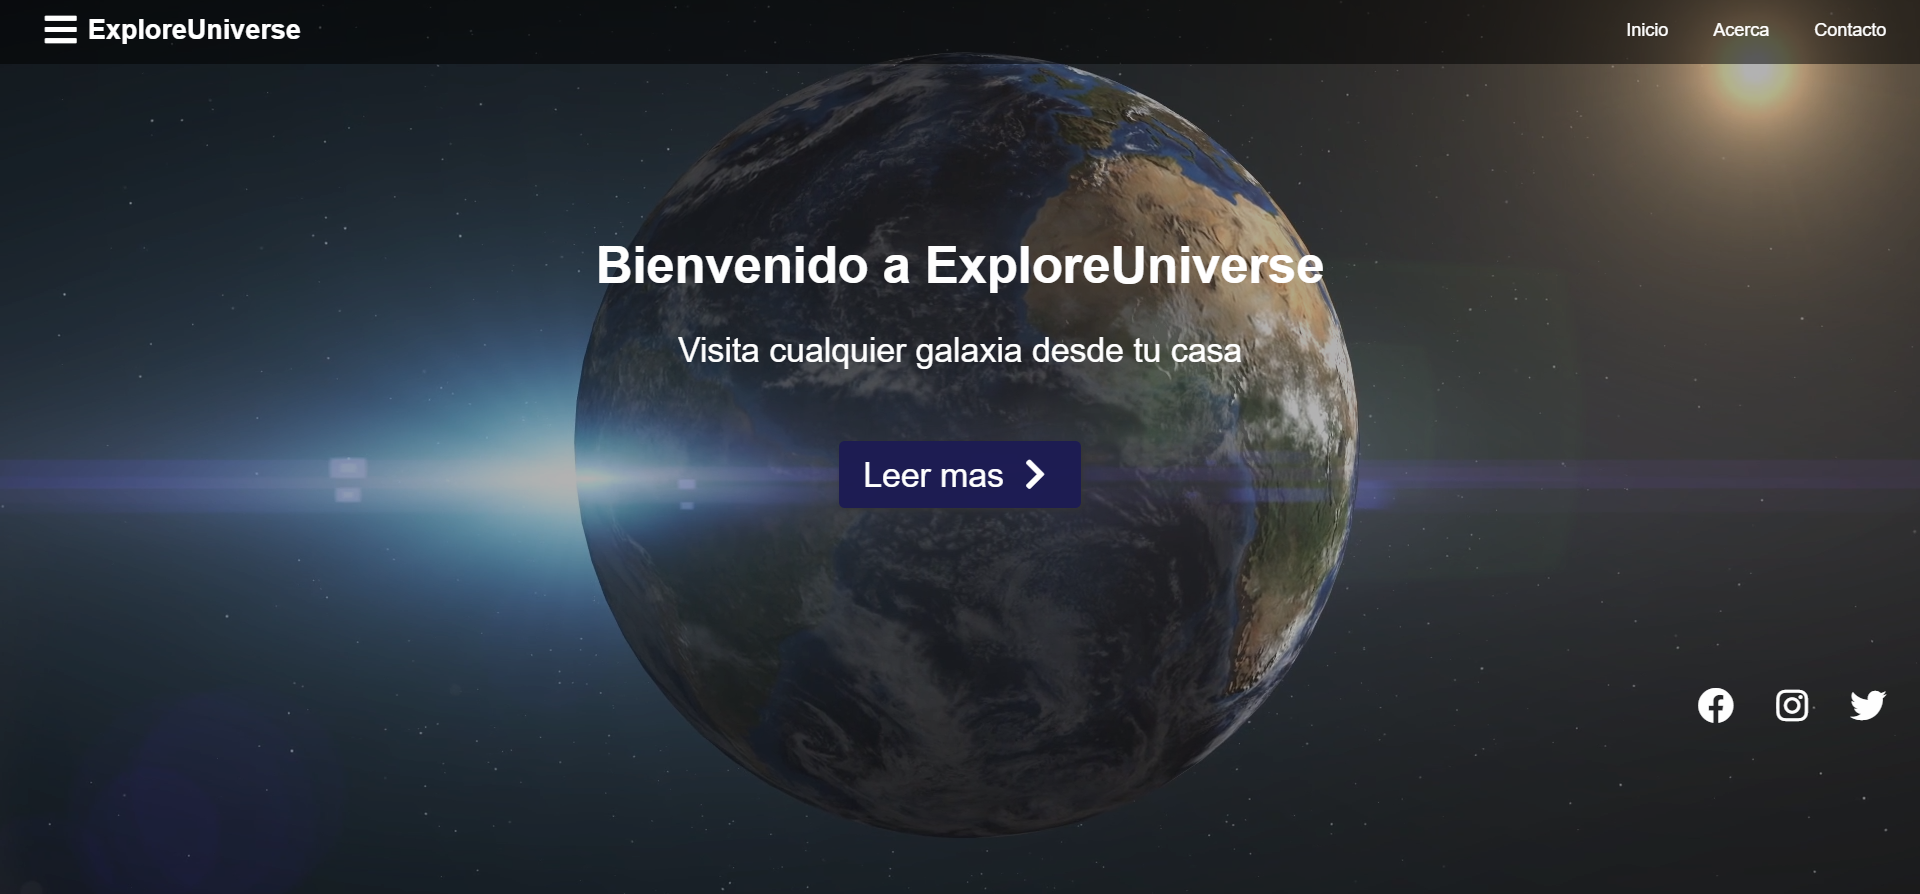 ExploreUniverse
Inicio Acerca Contacto
Bienvenido a ExploreUniverse
Visita cualquier galaxia desde tu casa
Leer mas